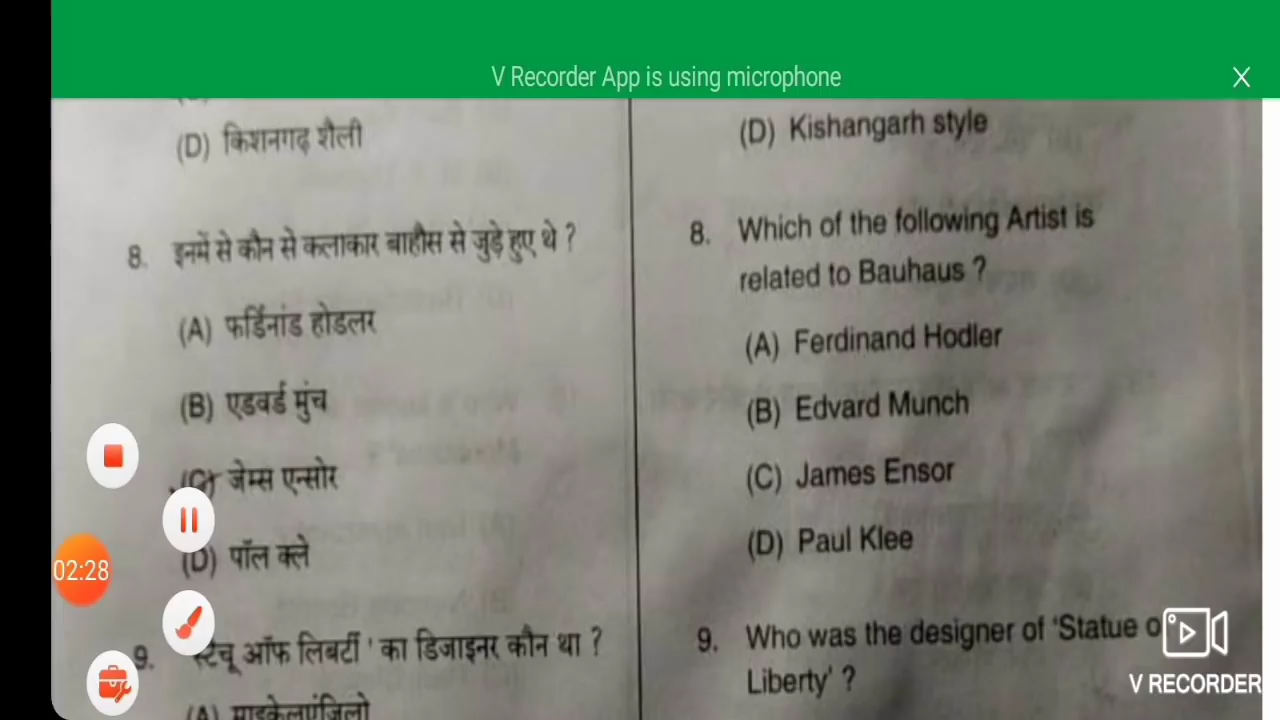 V Recorder App is using microphone
(D) किशनगढ़ शैली
8. इनमें से कौन से कलाकार बाहौस से जुड़े हुए थे ?
(A) फर्डिनांड होडलर
(B) एडवर्ड मुंच
(C) जेम्स एन्सोर
(D) पॉल क्ले
9. स्टैचू ऑफ लिबर्टी ' का डिजाइनर कौन था ?
(A) माइकेलएंजिलो
(D) Kishangarh style
8. Which of the following Artist is
related to Bauhaus ?
(A) Ferdinand Hodler
(B) Edvard Munch
(C) James Ensor
(D) Paul Klee
9. Who was the designer of 'Statue o
Liberty' ?
02:28
V RECORDER